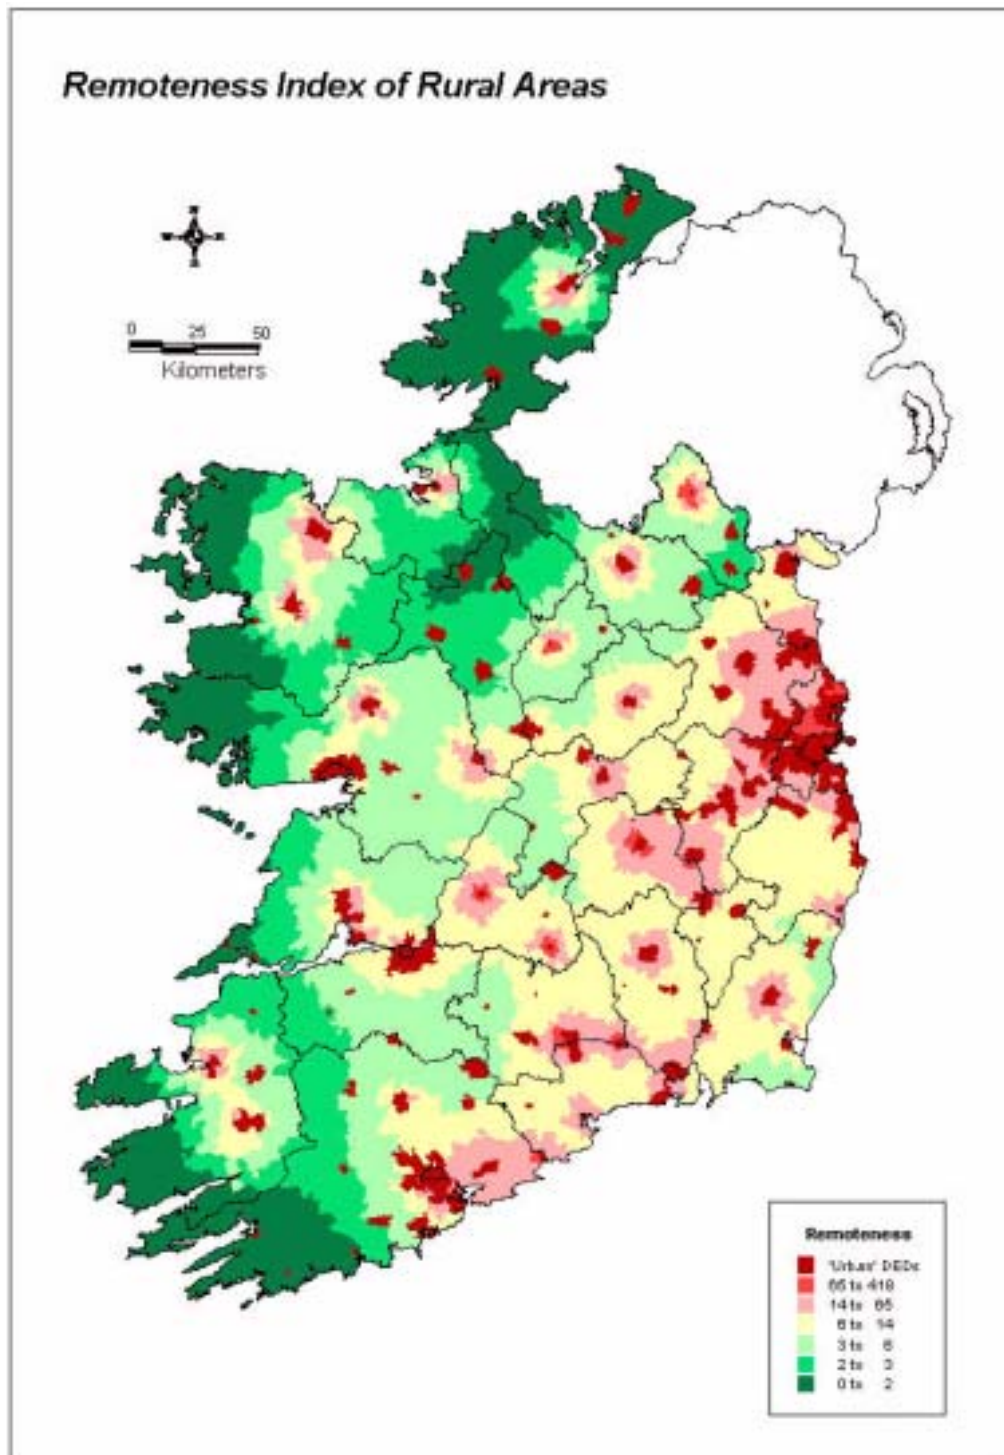 Remoteness Index of Rural Areas
N
W E
S
0 25 50
Kilometers
Remoteness
'Urban' DEDs
65 to 418
14 to 65
6 to 14
3 to 6
2 to 3
0 to 2